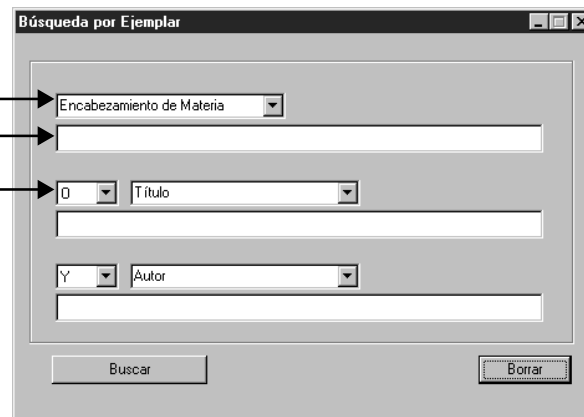 Búsqueda por Ejemplar
Encabezamiento de Materia
O Título
Y Autor
Buscar Borrar